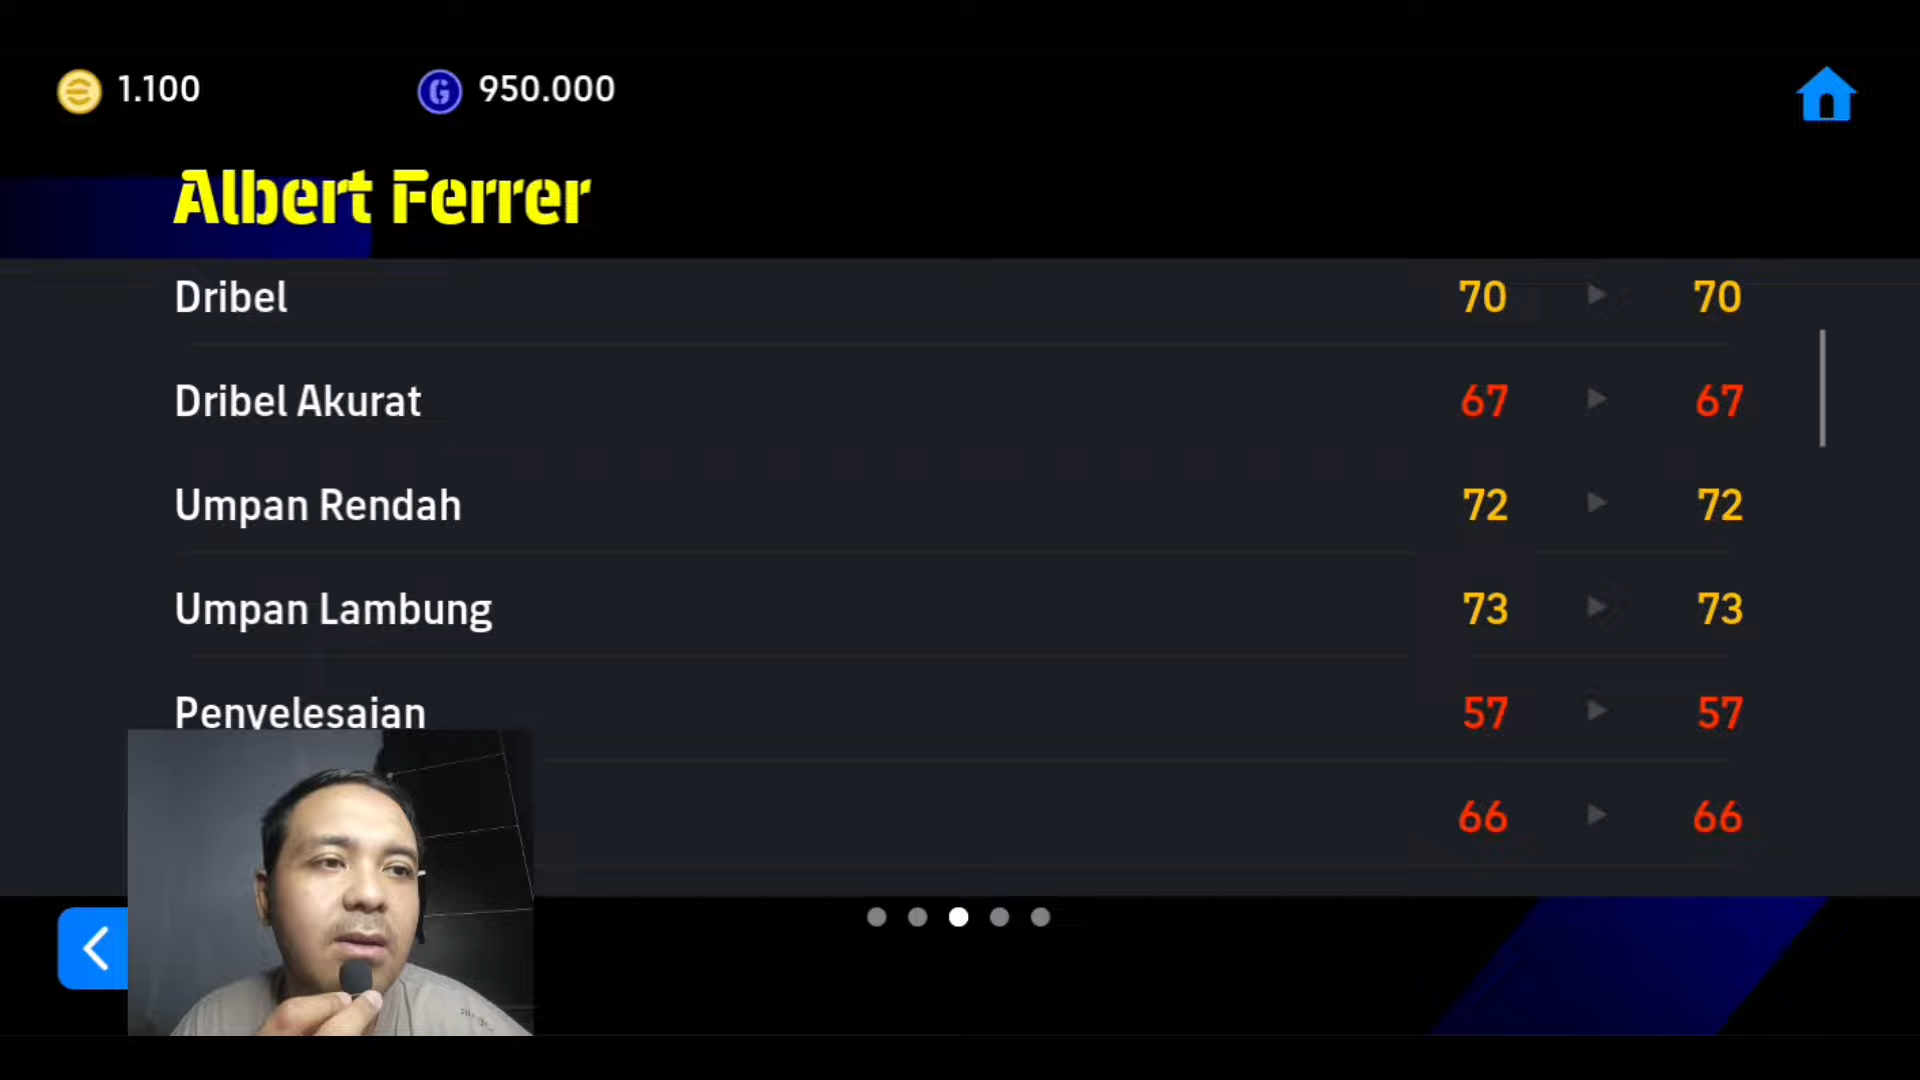 1.100
950.000
Albert Ferrer
Dribel 70 70
Dribel Akurat 67 67
Umpan Rendah 72 72
Umpan Lambung 73 73
Penyelesaian 57 57
66 66